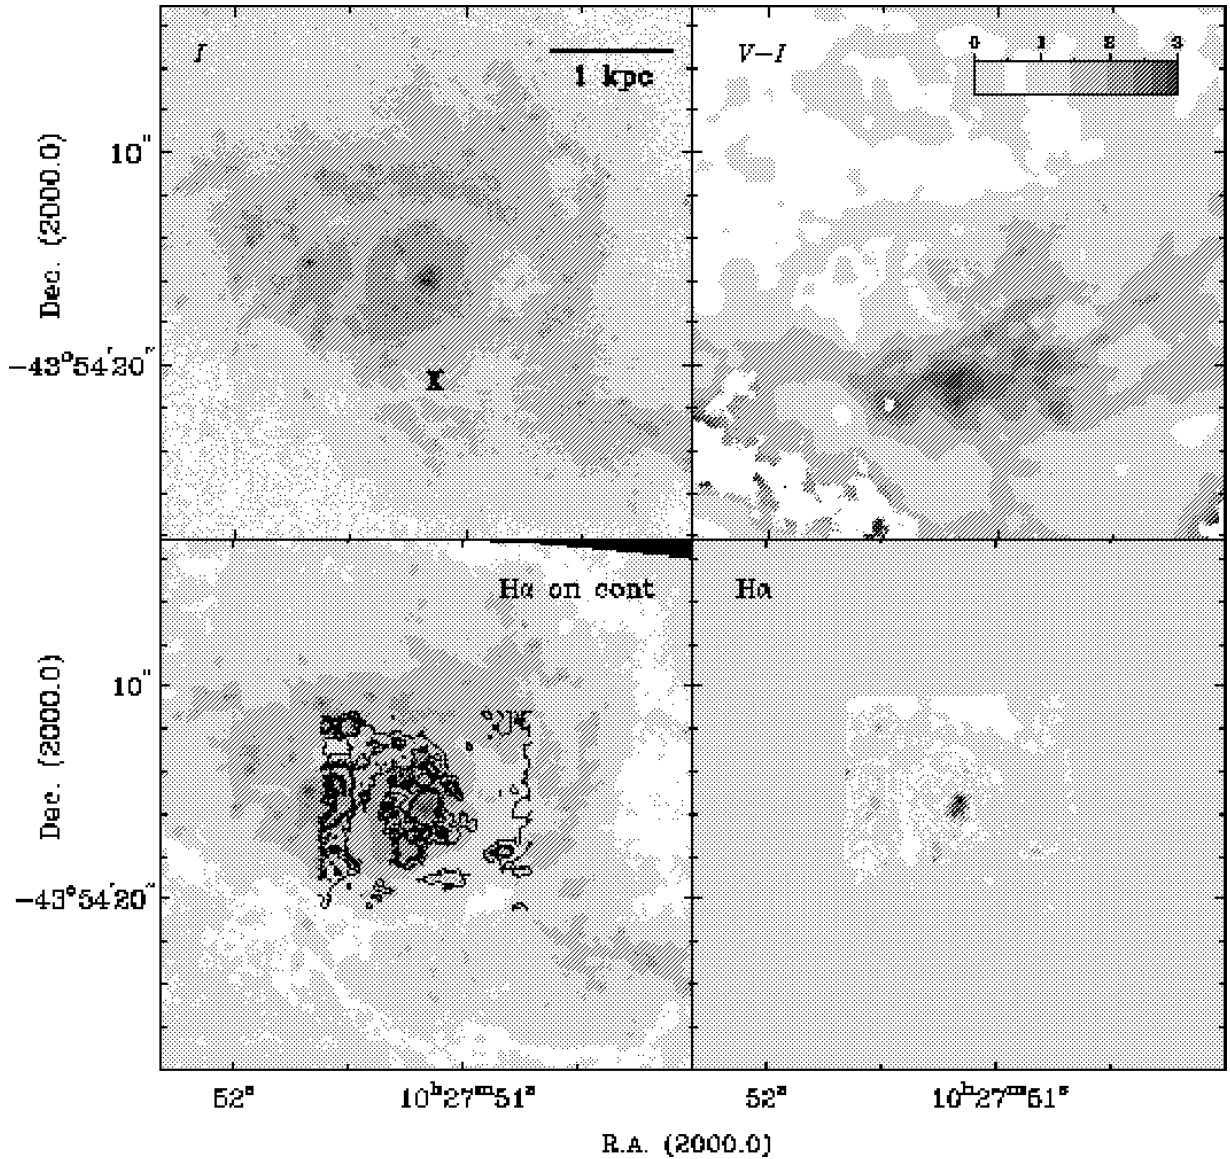 I
1 kpc
V−I
0 1 2 3
10"
Dec. (2000.0)
−43°54'20"
X
Hα on cont
Hα
10"
Dec. (2000.0)
−43°54'20"
52ˢ 10ʰ27ᵐ51ˢ 52ˢ 10ʰ27ᵐ51ˢ
R.A. (2000.0)